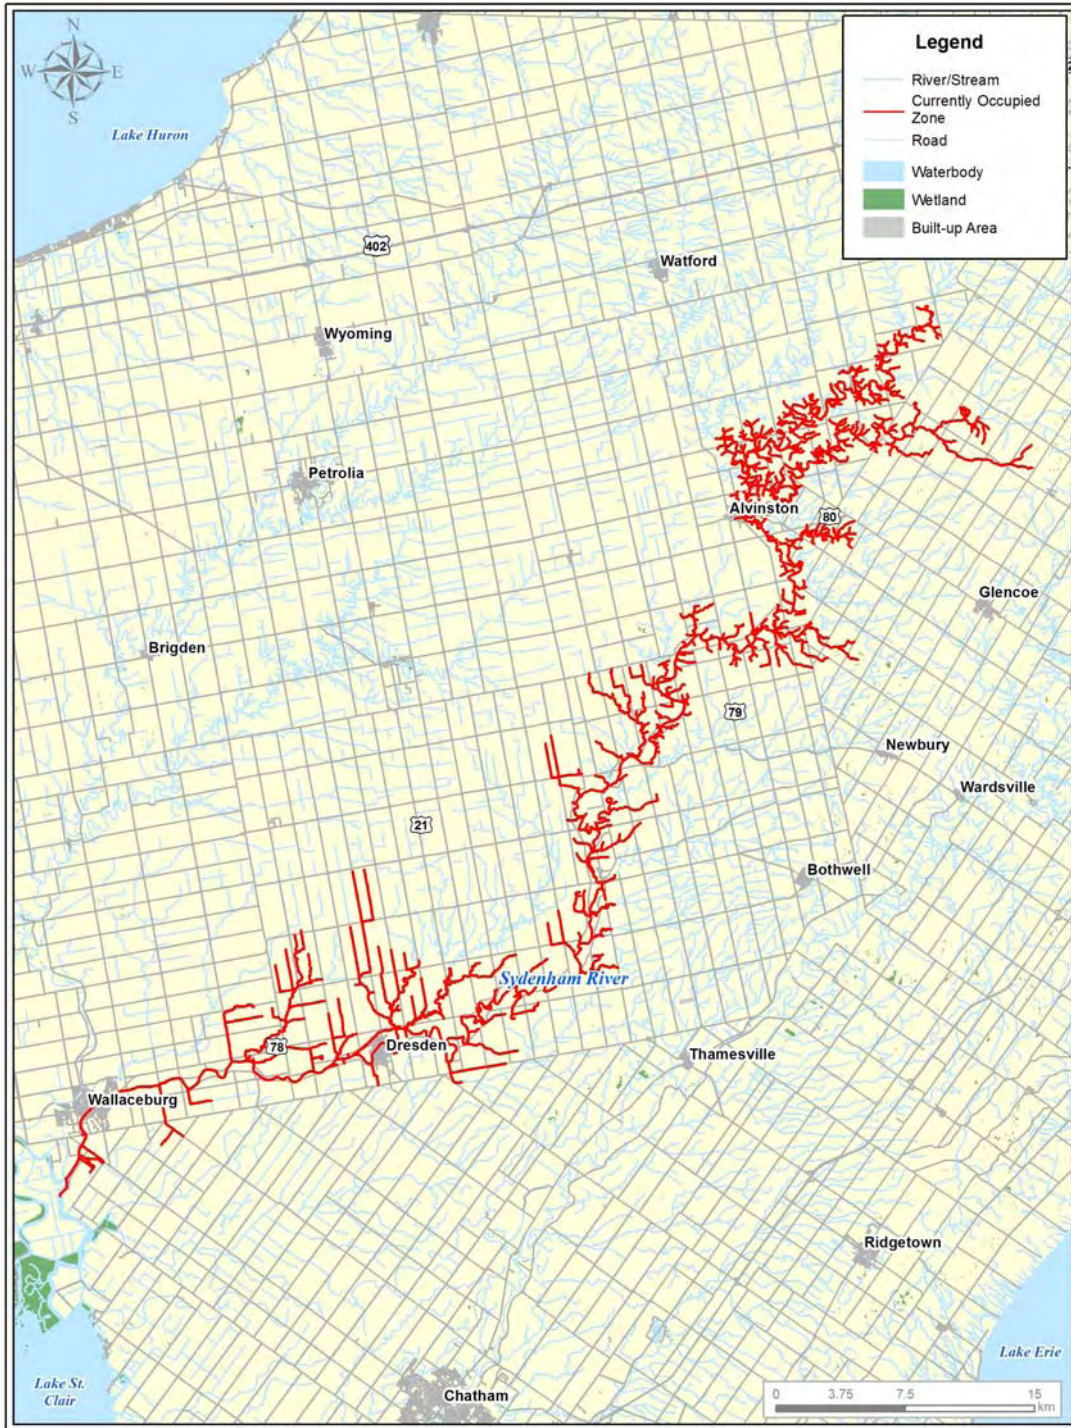 N
W E
S
Lake Huron
Legend
River/Stream
Currently Occupied
Zone
Road
Waterbody
Wetland
Built-up Area
402
Watford
Wyoming
Petrolia
Alvinston
80
Glencoe
Brigden
79
Newbury
Wardsville
21
Bothwell
Sydenham River
78
Dresden
Thamesville
Wallaceburg
Ridgetown
Lake Erie
Lake St.
Clair
Chatham
0 3.75 7.5 15
km